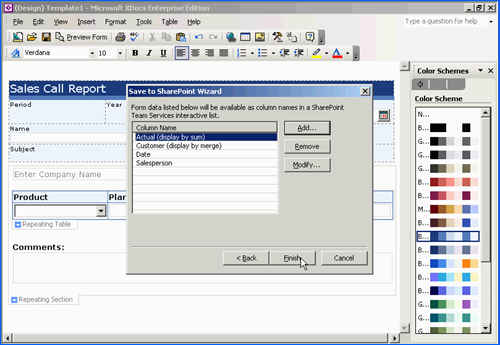 (Design) Template1 - Microsoft XDocs Enterprise Edition
File Edit View Insert Format Tools Table Help
Type a question for help
Preview Form
Verdana 10 B I U
Sales Call Report
Period Year
Name
Subject
Enter Company Name
Product Plan
Repeating Table
Comments:
Repeating Section
Save to SharePoint Wizard
Form data listed below will be available as column names in a SharePoint
Team Services interactive list.
Column Name
Actual (display by sum)
Customer (display by merge)
Date
Salesperson
Add...
Remove
Modify...
< Back Finish Cancel
Color Schemes
Color Scheme
N...
B...
B...
B...
B...
B...
B...
M...
B...
B...
B...
B...
B...
B...
G...
G...
G...
G...